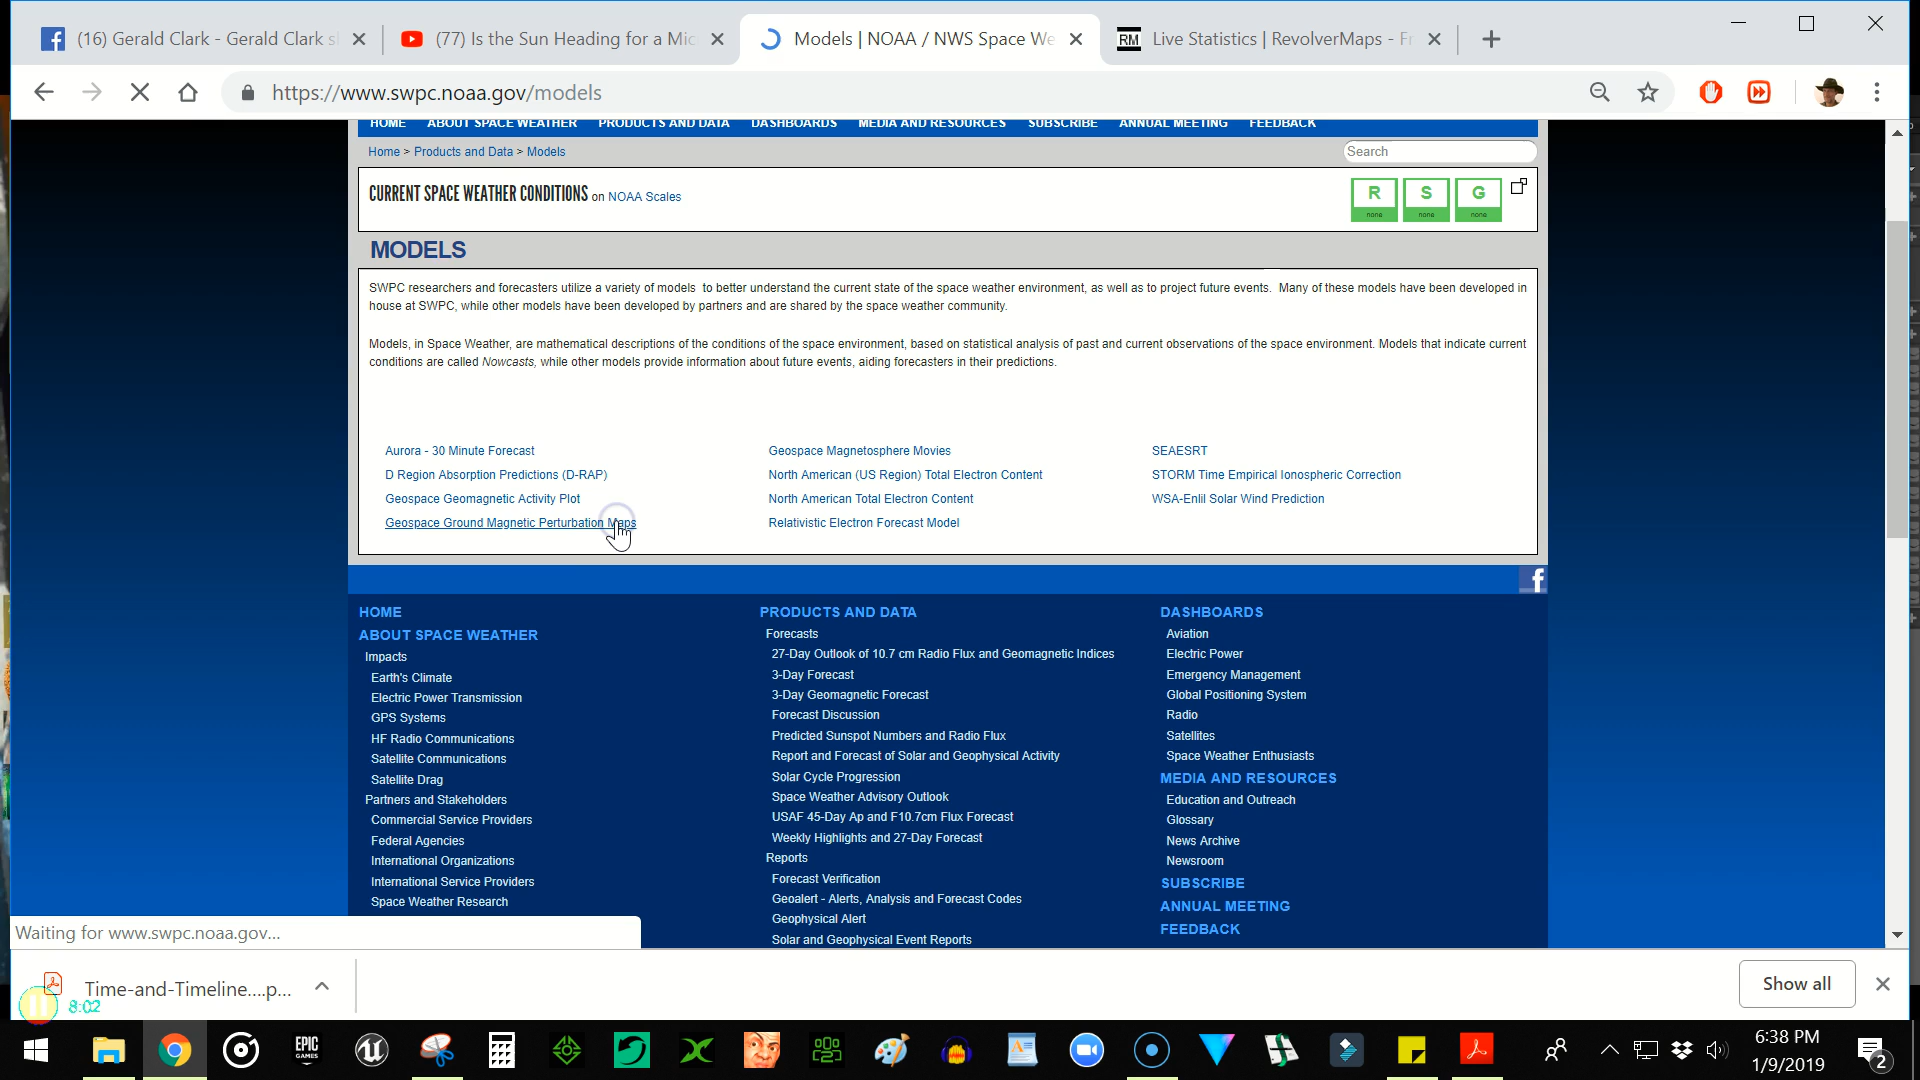 (16) Gerald Clark - Gerald Clark s
(77) Is the Sun Heading for a Mic
Models | NOAA / NWS Space We
RM Live Statistics | RevolverMaps - Fr
https://www.swpc.noaa.gov/models
HOME ABOUT SPACE WEATHER PRODUCTS AND DATA DASHBOARDS MEDIA AND RESOURCES SUBSCRIBE ANNUAL MEETING FEEDBACK
Home > Products and Data > Models
Search
CURRENT SPACE WEATHER CONDITIONS on NOAA Scales
R S G
none none none
MODELS
SWPC researchers and forecasters utilize a variety of models to better understand the current state of the space weather environment, as well as to project future events. Many of these models have been developed in
house at SWPC, while other models have been developed by partners and are shared by the space weather community.
Models, in Space Weather, are mathematical descriptions of the conditions of the space environment, based on statistical analysis of past and current observations of the space environment. Models that indicate current
conditions are called Nowcasts, while other models provide information about future events, aiding forecasters in their predictions.
Aurora - 30 Minute Forecast
D Region Absorption Predictions (D-RAP)
Geospace Geomagnetic Activity Plot
Geospace Ground Magnetic Perturbation Maps
Geospace Magnetosphere Movies
North American (US Region) Total Electron Content
North American Total Electron Content
Relativistic Electron Forecast Model
SEAESRT
STORM Time Empirical Ionospheric Correction
WSA-Enlil Solar Wind Prediction
HOME
ABOUT SPACE WEATHER
Impacts
Earth's Climate
Electric Power Transmission
GPS Systems
HF Radio Communications
Satellite Communications
Satellite Drag
Partners and Stakeholders
Commercial Service Providers
Federal Agencies
International Organizations
International Service Providers
Space Weather Research
PRODUCTS AND DATA
Forecasts
27-Day Outlook of 10.7 cm Radio Flux and Geomagnetic Indices
3-Day Forecast
3-Day Geomagnetic Forecast
Forecast Discussion
Predicted Sunspot Numbers and Radio Flux
Report and Forecast of Solar and Geophysical Activity
Solar Cycle Progression
Space Weather Advisory Outlook
USAF 45-Day Ap and F10.7cm Flux Forecast
Weekly Highlights and 27-Day Forecast
Reports
Forecast Verification
Geoalert - Alerts, Analysis and Forecast Codes
Geophysical Alert
Solar and Geophysical Event Reports
DASHBOARDS
Aviation
Electric Power
Emergency Management
Global Positioning System
Radio
Satellites
Space Weather Enthusiasts
MEDIA AND RESOURCES
Education and Outreach
Glossary
News Archive
Newsroom
SUBSCRIBE
ANNUAL MEETING
FEEDBACK
Waiting for www.swpc.noaa.gov...
Time-and-Timeline....p...
8:02
Show all
EPIC
GAMES
6:38 PM
1/9/2019
2